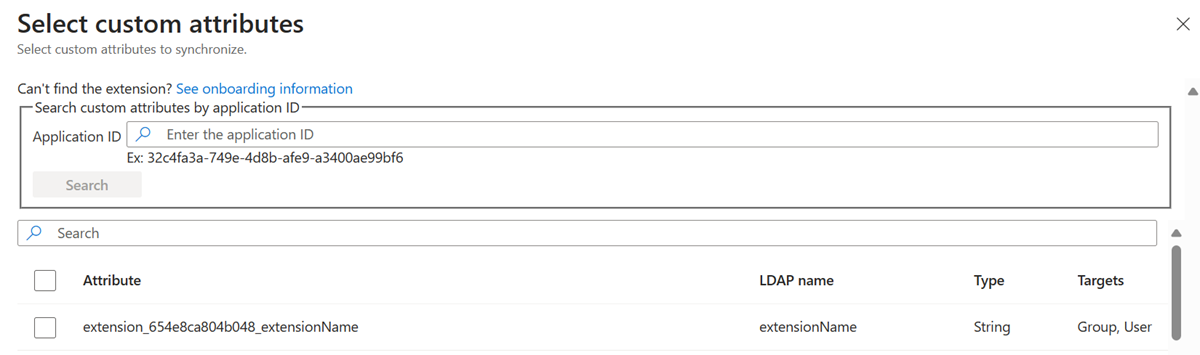 Select custom attributes
Select custom attributes to synchronize.
Can't find the extension? See onboarding information
Search custom attributes by application ID
Application ID Enter the application ID
Ex: 32c4fa3a-749e-4d8b-afe9-a3400ae99bf6
Search
Search
Attribute LDAP name Type Targets
extension_654e8ca804b048_extensionName extensionName String Group, User